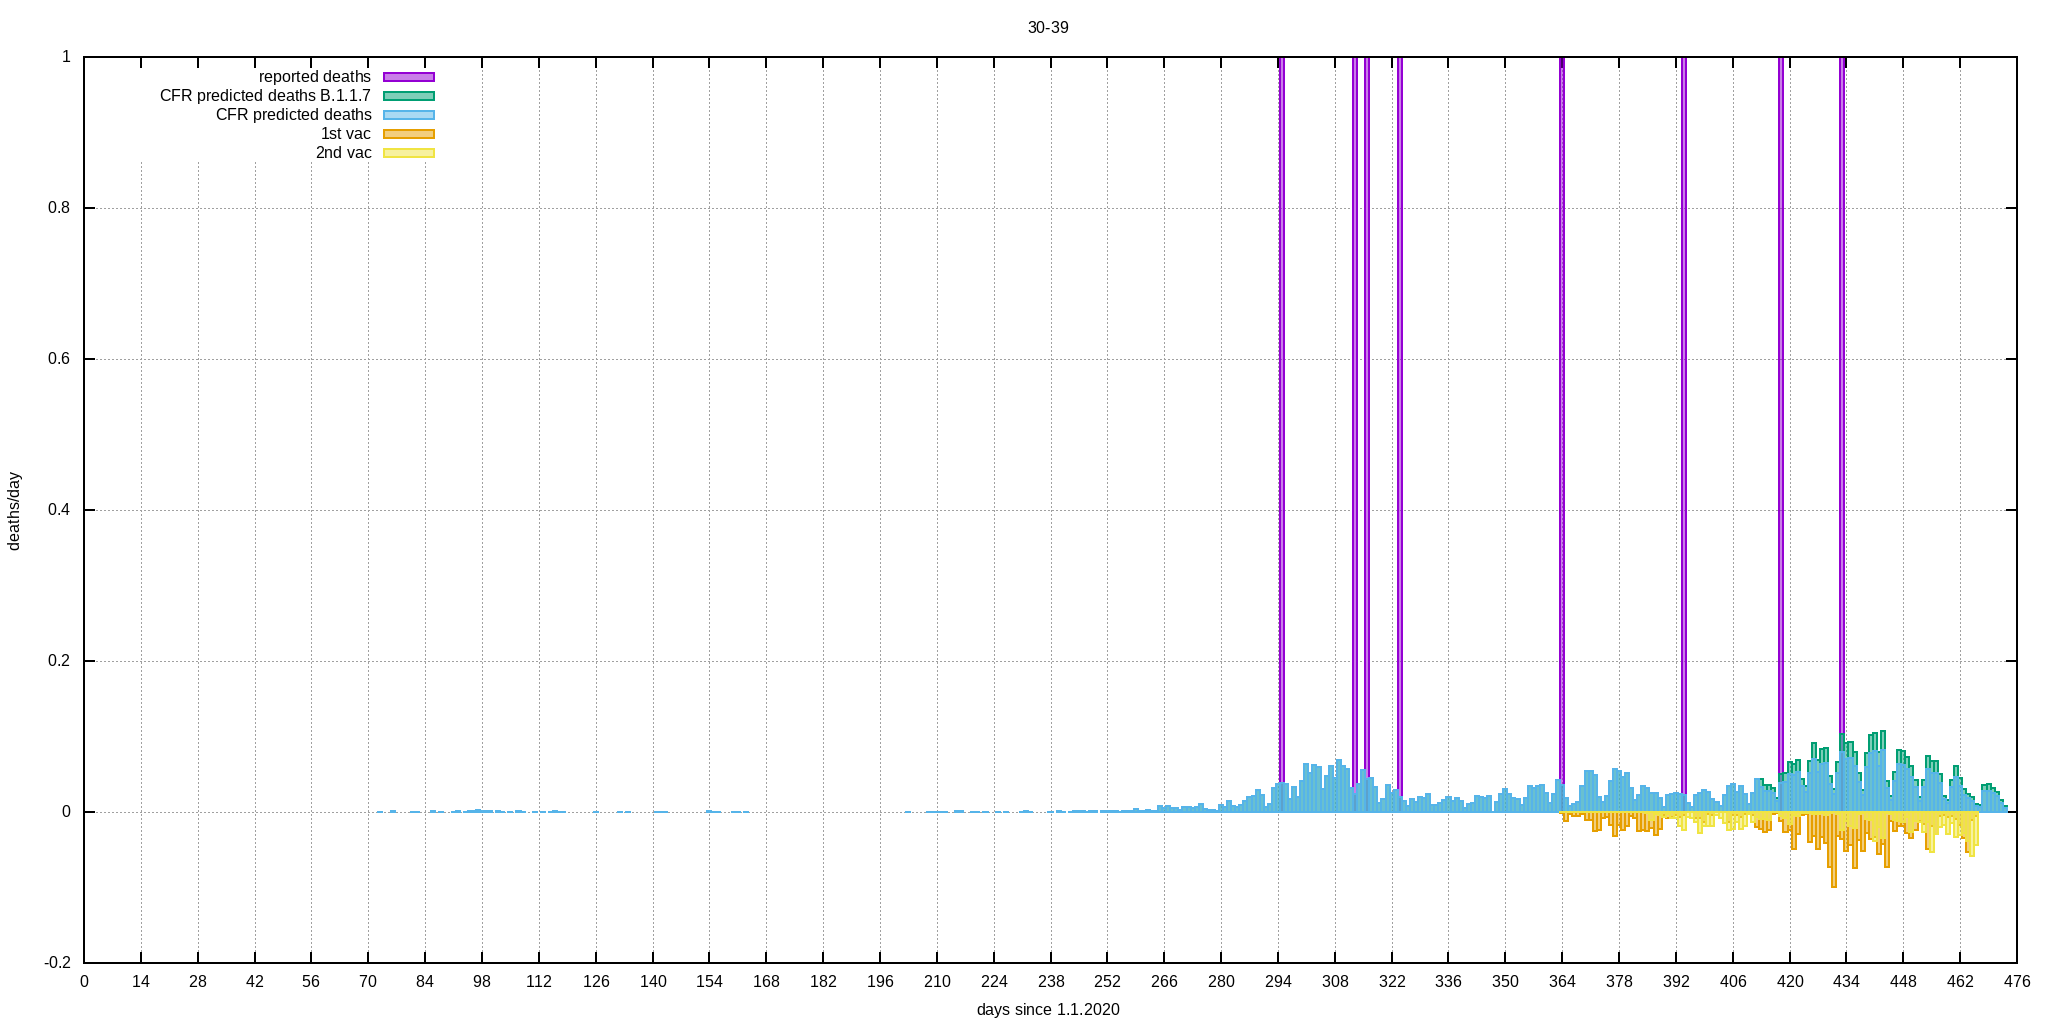 30-39
reported deaths
CFR predicted deaths B.1.1.7
CFR predicted deaths
1st vac
2nd vac
1
0.8
0.6
0.4
0.2
0
-0.2
deaths/day
0 14 28 42 56 70 84 98 112 126 140 154 168 182 196 210 224 238 252 266 280 294 308 322 336 350 364 378 392 406 420 434 448 462 476
days since 1.1.2020